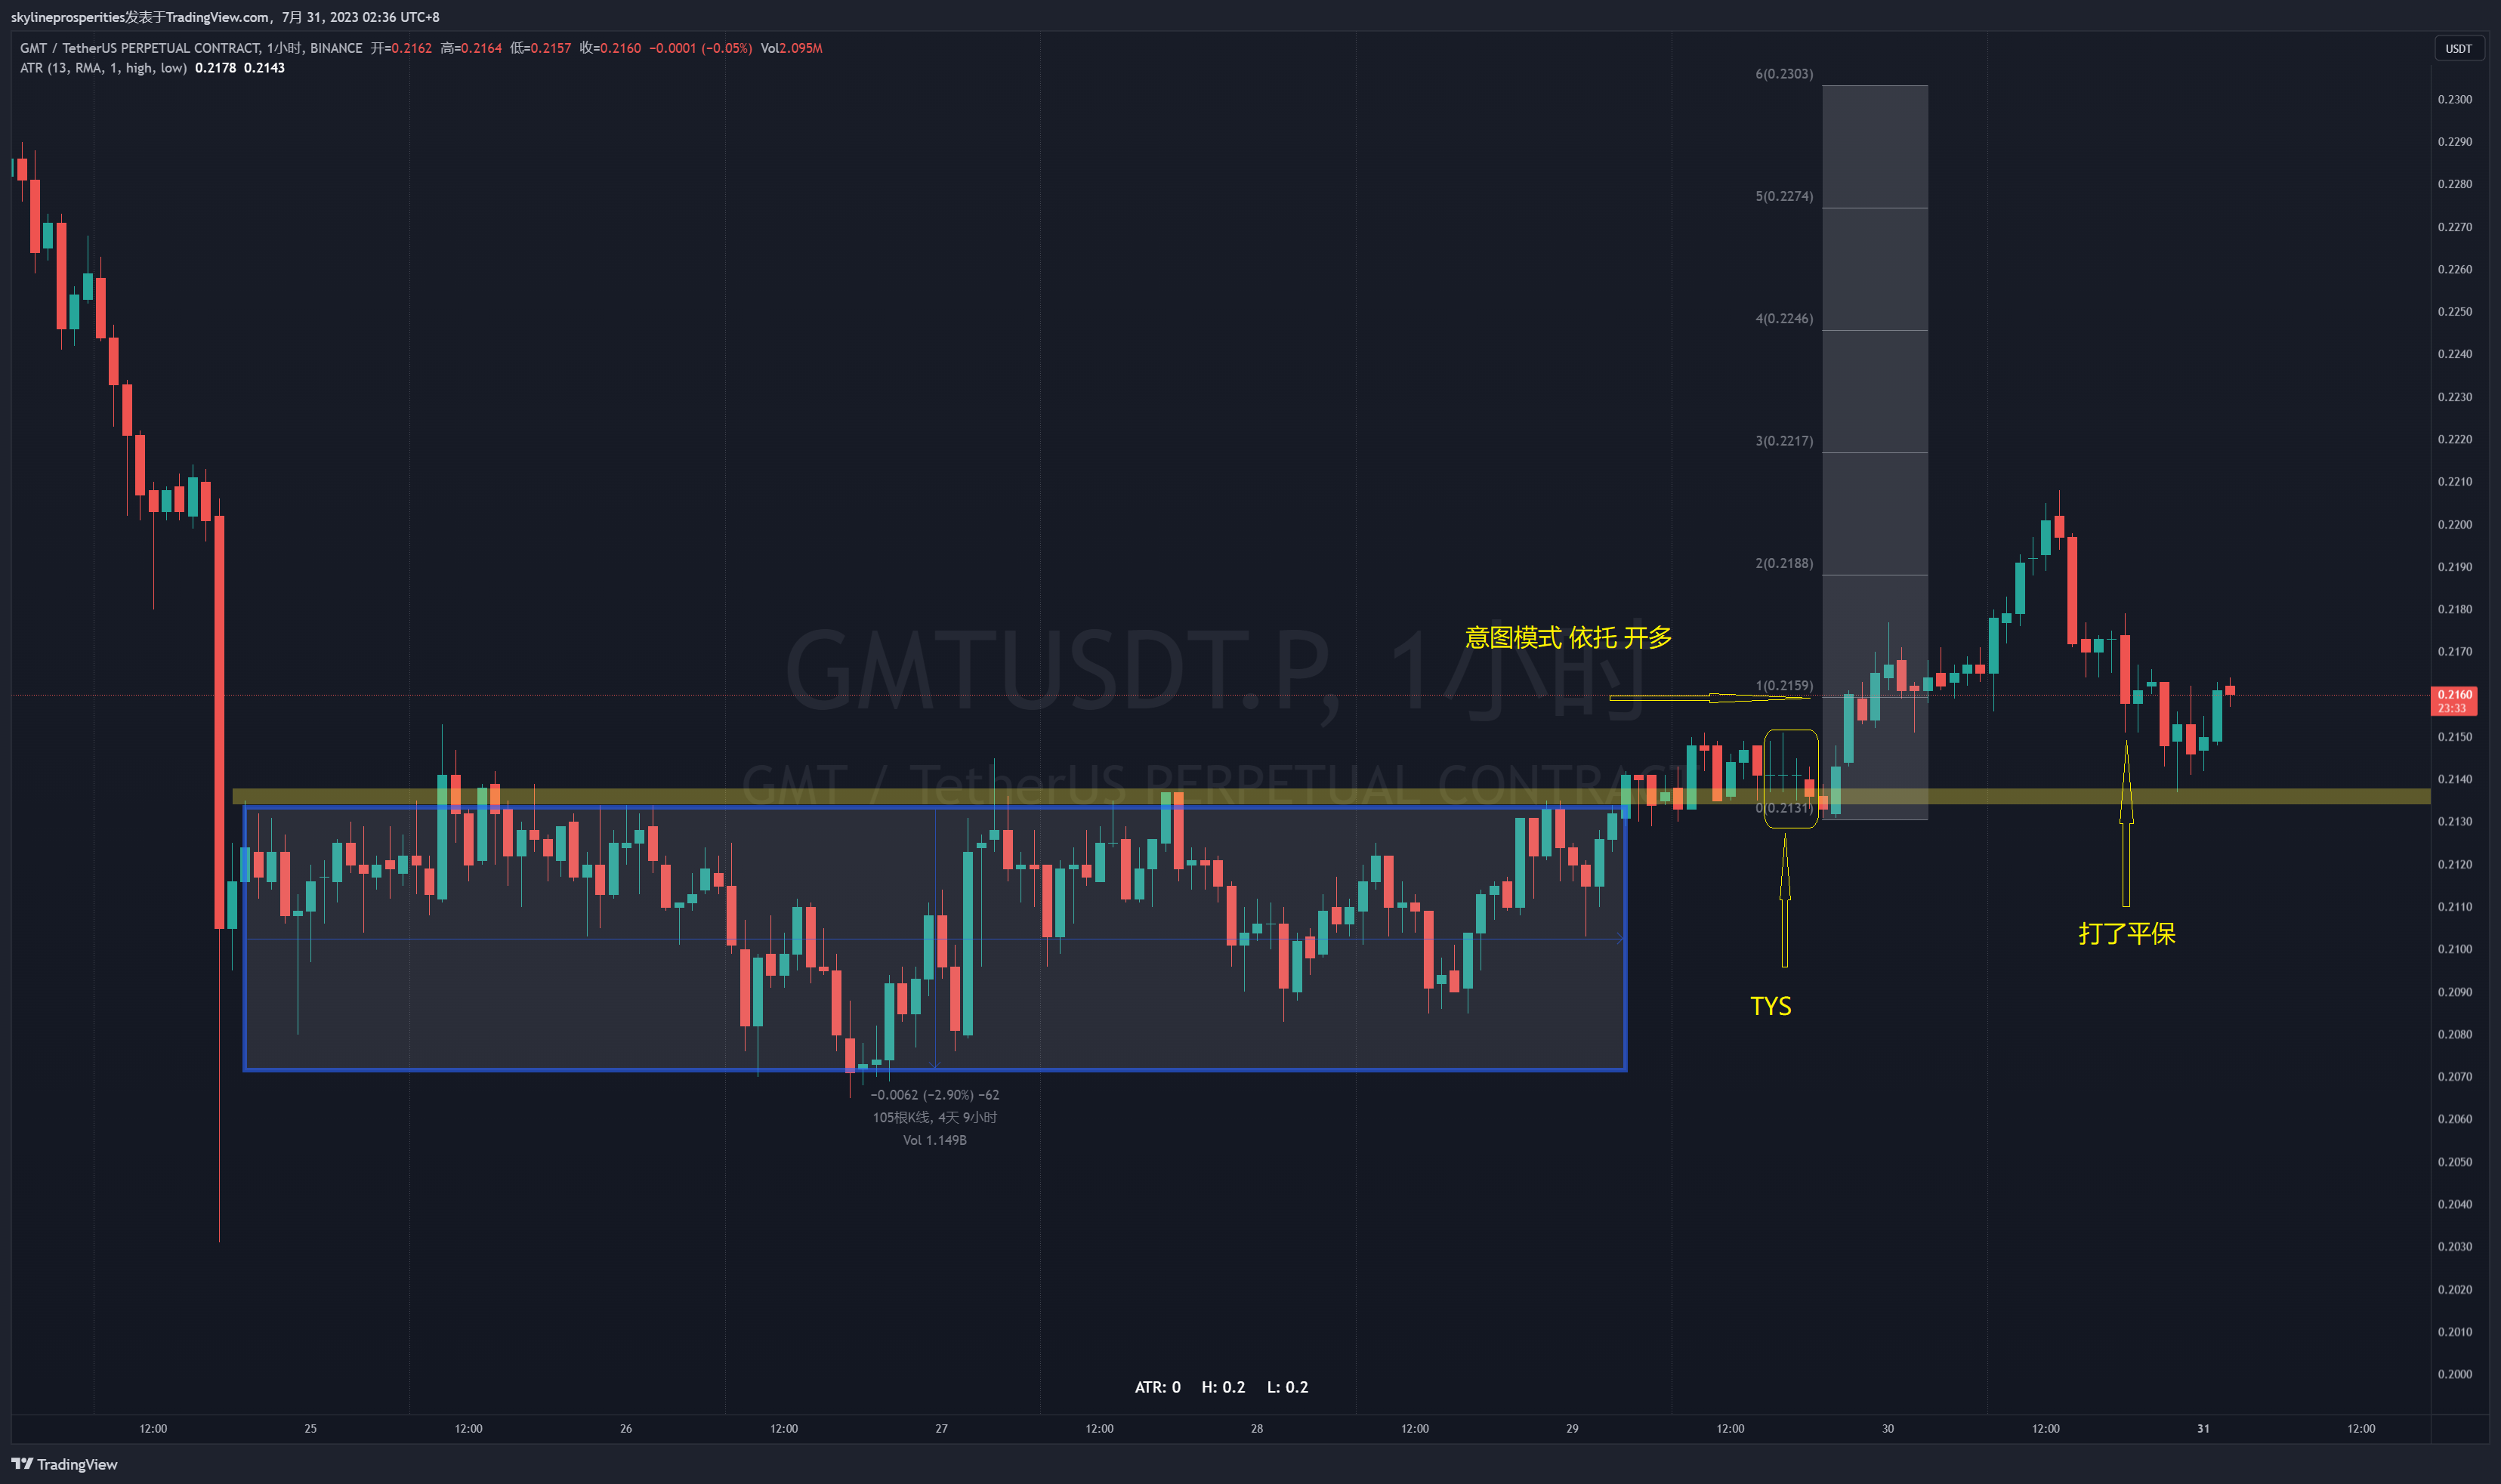 skylineprosperities发表于TradingView.com, 7月 31, 2023 02:36 UTC+8
GMT / TetherUS PERPETUAL CONTRACT, 1小时, BINANCE 开=0.2162 高=0.2164 低=0.2157 收=0.2160 −0.0001 (−0.05%) Vol2.095M
ATR (13, RMA, 1, high, low) 0.2178 0.2143
USDT
6(0.2303)
5(0.2274)
4(0.2246)
3(0.2217)
2(0.2188)
1(0.2159)
0(0.2131)
GMTUSDT.P, 1小时
GMT / TetherUS PERPETUAL CONTRACT
意图模式 依托 开多
TYS
打了平保
−0.0062 (−2.90%) −62
105根K线, 4天 9小时
Vol 1.149B
ATR: 0 H: 0.2 L: 0.2
0.2300
0.2290
0.2280
0.2270
0.2260
0.2250
0.2240
0.2230
0.2220
0.2210
0.2200
0.2190
0.2180
0.2170
0.2160
23:33
0.2150
0.2140
0.2130
0.2120
0.2110
0.2100
0.2090
0.2080
0.2070
0.2060
0.2050
0.2040
0.2030
0.2020
0.2010
0.2000
12:00 25 12:00 26 12:00 27 12:00 28 12:00 29 12:00 30 12:00 31 12:00
TradingView